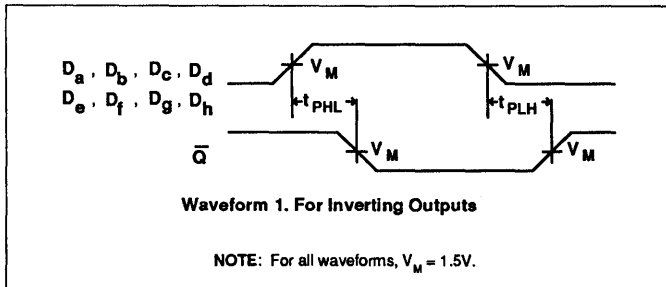 Da, Db, Dc, Dd
VM
VM
De, Df, Dg, Dh
tPHL
tPLH
Q̅
VM
VM
Waveform 1. For Inverting Outputs
NOTE: For all waveforms, VM = 1.5V.